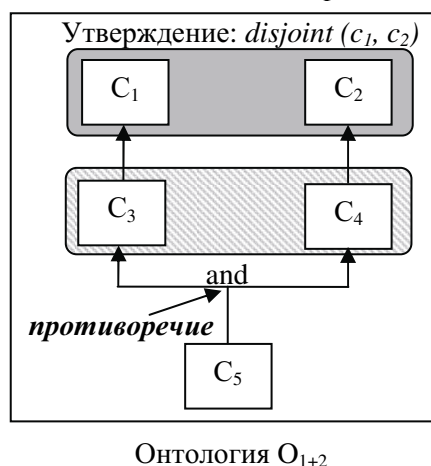 Утверждение: disjoint (c₁, c₂)
C₁ C₂
C₃ C₄
and
противоречие
C₅
Онтология O₁₊₂